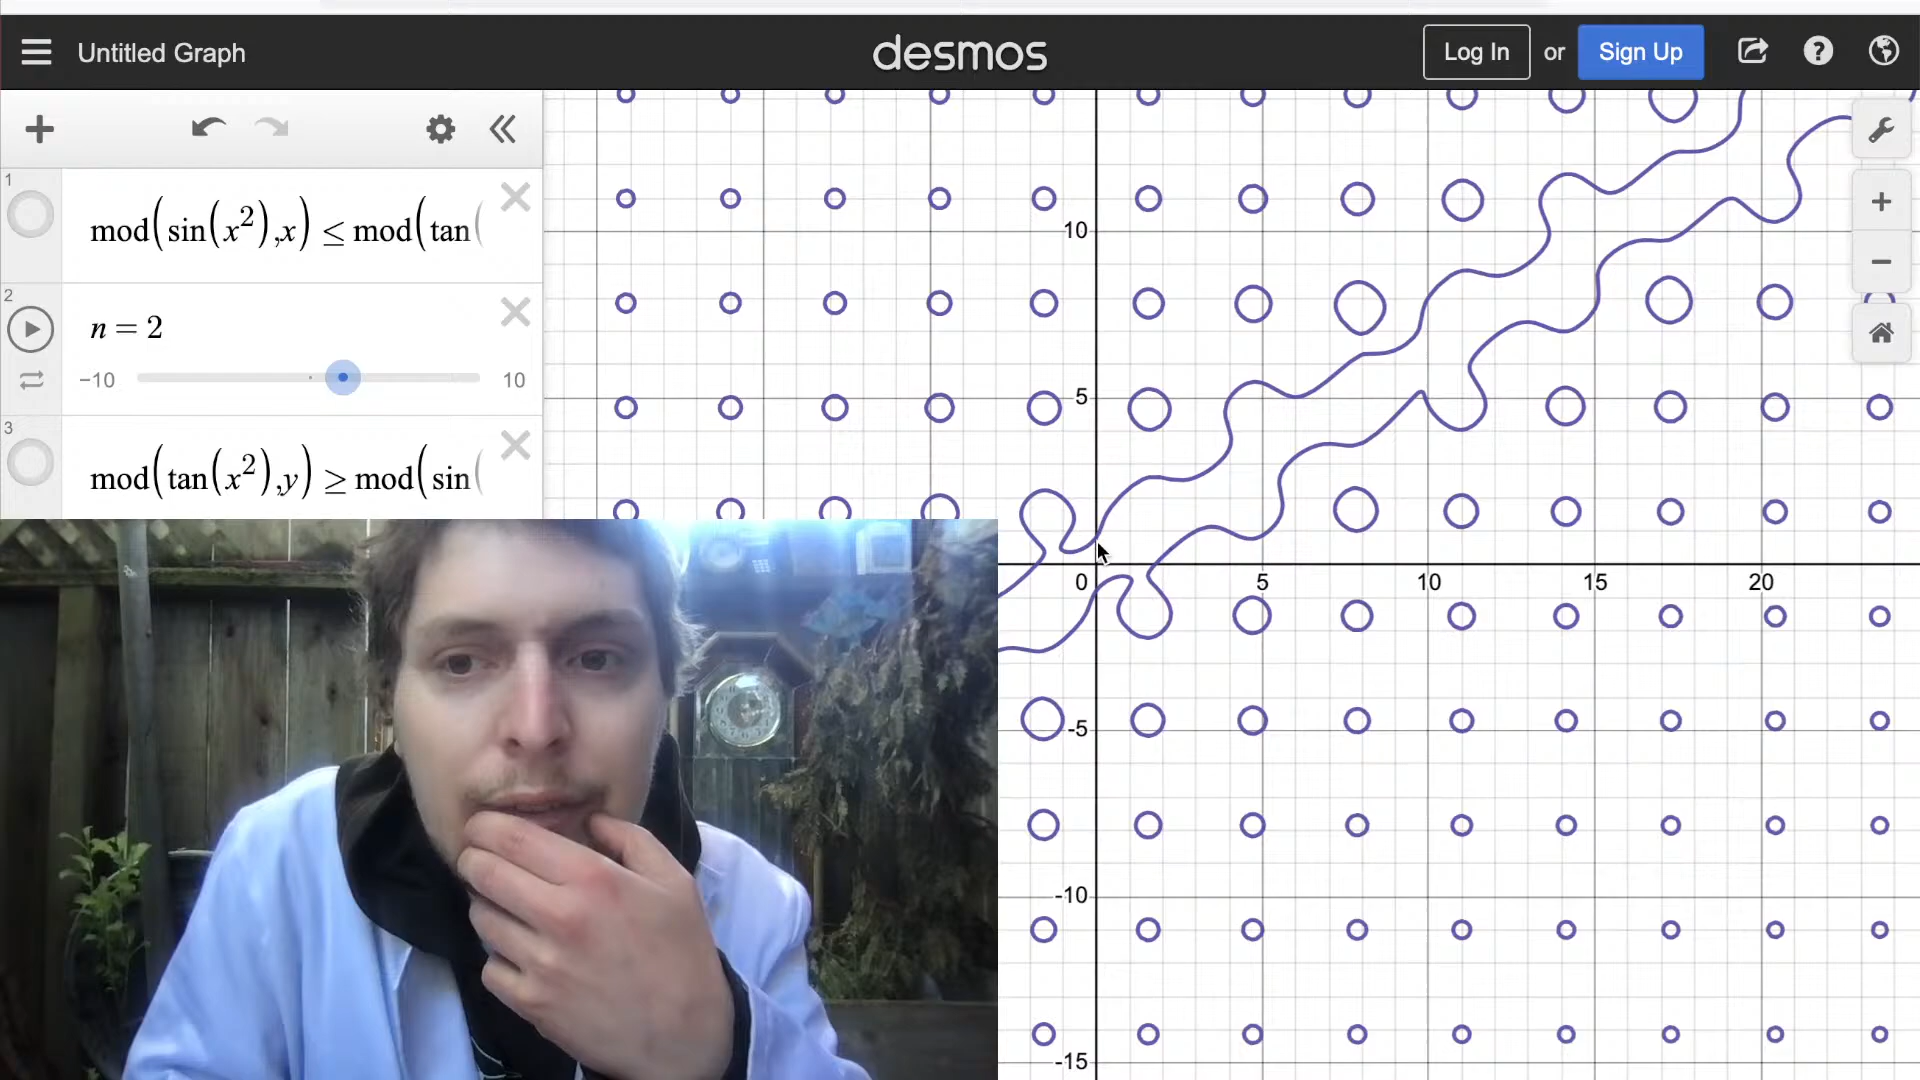 Untitled Graph
desmos
Log In or Sign Up
1
mod(sin(x²),x) ≤ mod(tan(
2
n = 2
−10 10
3
mod(tan(x²),y) ≥ mod(sin(
10
5
0 5 10 15 20
-5
-10
-15